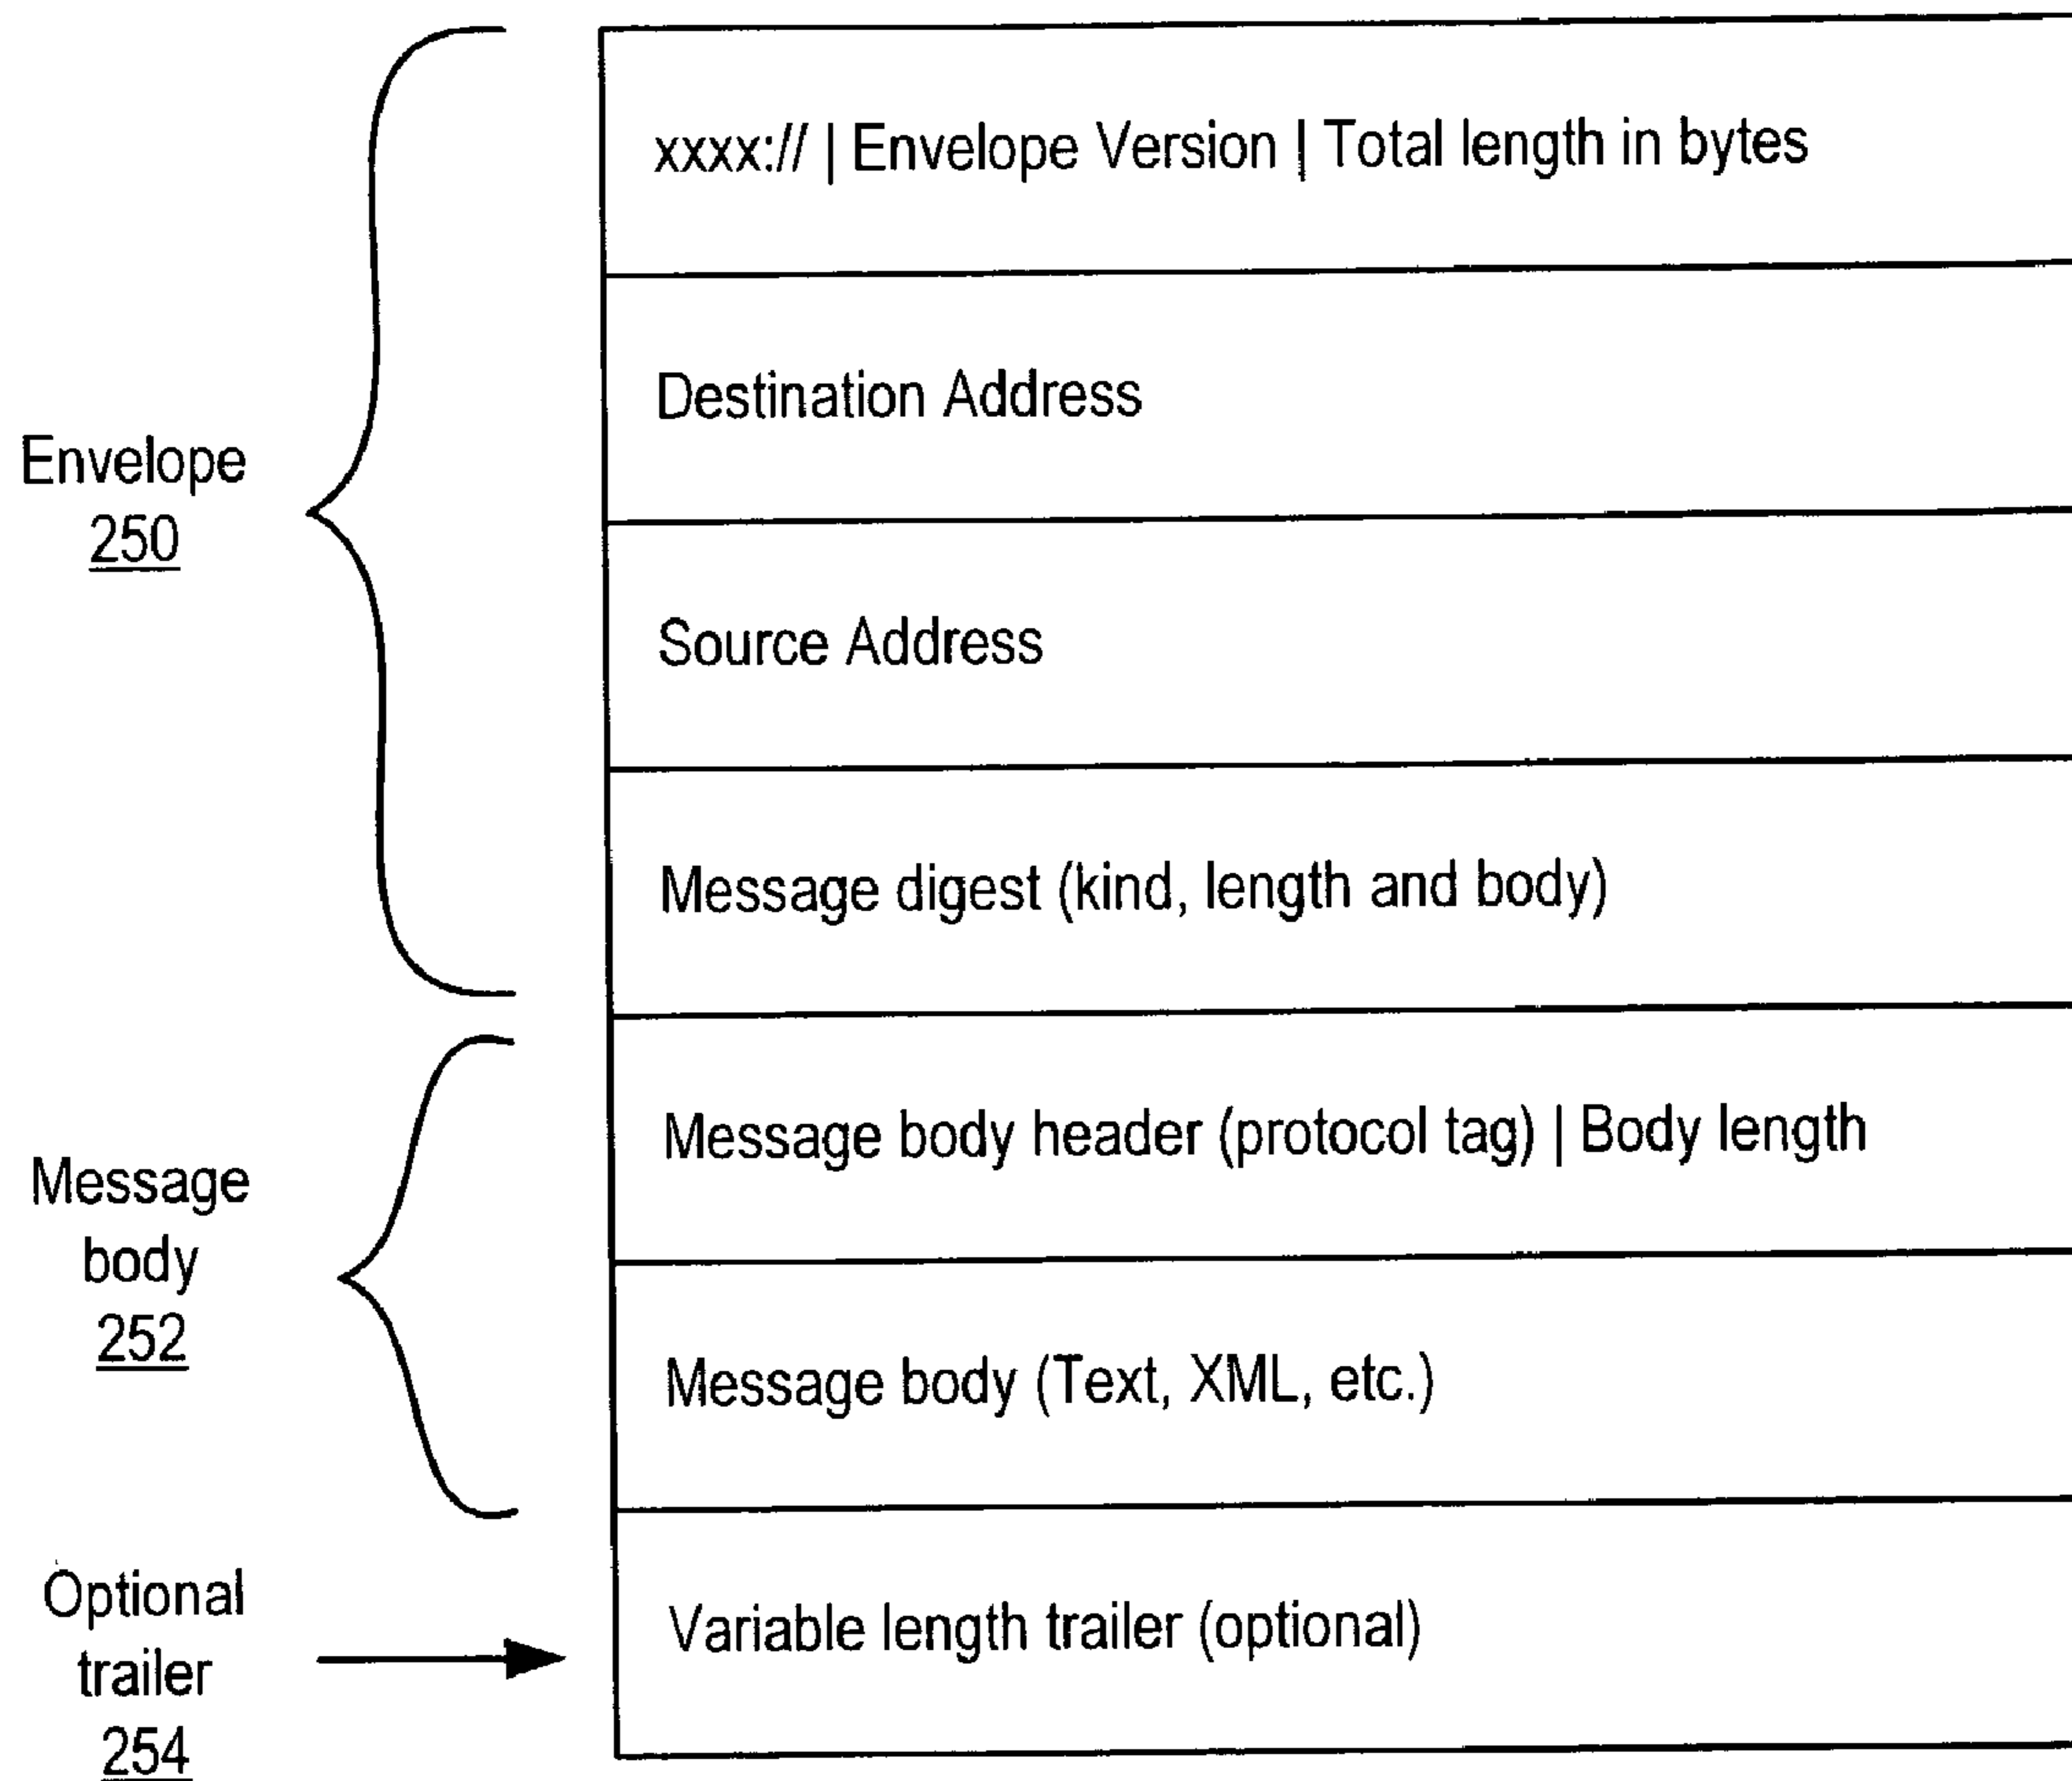 xxxx:// | Envelope Version | Total length in bytes
Destination Address
Envelope
250
Source Address
Message digest (kind, length and body)
Message body header (protocol tag) | Body length
Message
body
252
Message body (Text, XML, etc.)
Optional
trailer
254
Variable length trailer (optional)